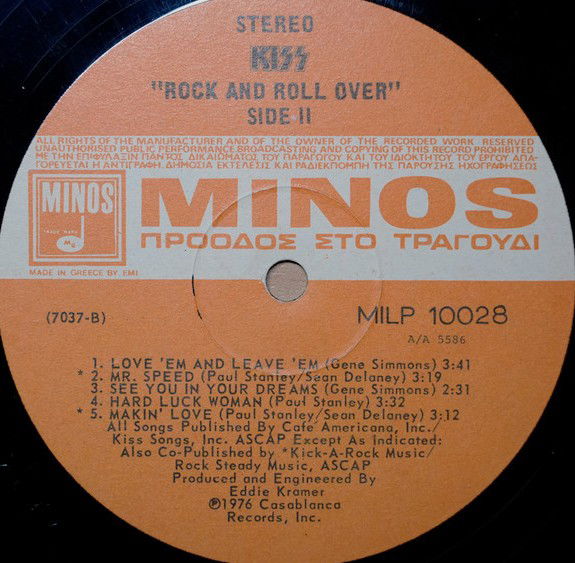 STEREO
KISS
"ROCK AND ROLL OVER"
SIDE II
ALL RIGHTS OF THE MANUFACTURER AND OF THE OWNER OF THE RECORDED WORK RESERVED
UNAUTHORISED PUBLIC PERFORMANCE BROADCASTING AND COPYING OF THIS RECORD PROHIBITED
ΜΕ ΤΗΝ ΕΠΙΦΥΛΑΞΙΝ ΠΑΝΤΟΣ ΔΙΚΑΙΩΜΑΤΟΣ ΤΟΥ ΠΑΡΑΓΩΓΟΥ ΚΑΙ ΤΟΥ ΙΔΙΟΚΤΗΤΟΥ ΤΟΥ ΕΡΓΟΥ ΑΠΑ-
ΓΟΡΕΥΕΤΑΙ Η ΑΝΤΙΓΡΑΦΗ, ΔΗΜΟΣΙΑ ΕΚΤΕΛΕΣΙΣ ΚΑΙ ΡΑΔΙΕΚΠΟΜΠΗ ΤΗΣ ΠΑΡΟΥΣΗΣ ΗΧΟΓΡΑΦΗΣΕΩΣ
MINOS
MINOS
ΠΡΟΟΔΟΣ ΣΤΟ ΤΡΑΓΟΥΔΙ
MADE IN GREECE BY EMI
(7037-B)
MILP 10028
A/A 5586
1. LOVE 'EM AND LEAVE 'EM (Gene Simmons) 3:41
* 2. MR. SPEED (Paul Stanley/Sean Delaney) 3:19
3. SEE YOU IN YOUR DREAMS (Gene Simmons) 2:31
4. HARD LUCK WOMAN (Paul Stanley) 3:32
* 5. MAKIN' LOVE (Paul Stanley/Sean Delaney) 3:12
All Songs Published By Café Americana, Inc./
Kiss Songs, Inc. ASCAP Except As Indicated:
Also Co-Published by *Kick-A-Rock Music/
Rock Steady Music, ASCAP
Produced and Engineered By
Eddie Kramer
℗1976 Casablanca
Records, Inc.